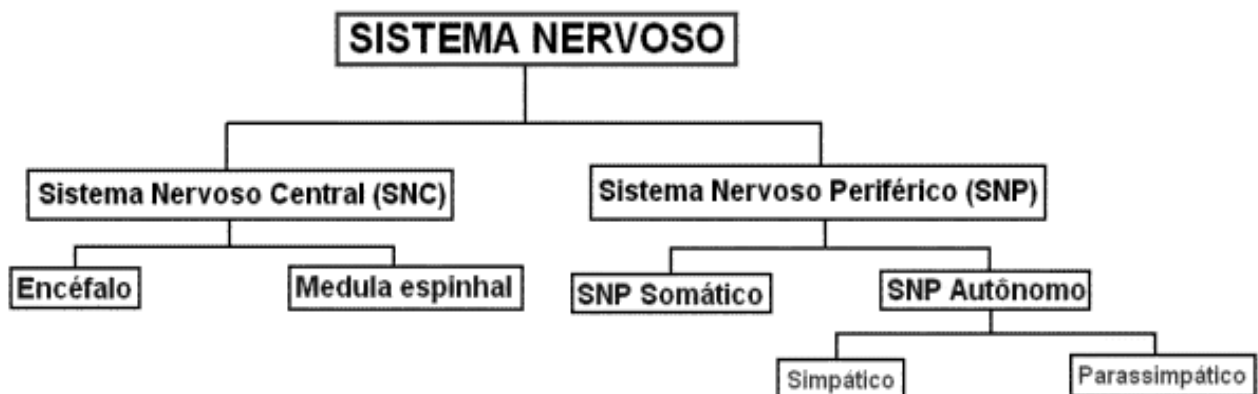 SISTEMA NERVOSO
Sistema Nervoso Central (SNC)
Sistema Nervoso Periférico (SNP)
Encéfalo
Medula espinhal
SNP Somático
SNP Autônomo
Simpático
Parassimpático